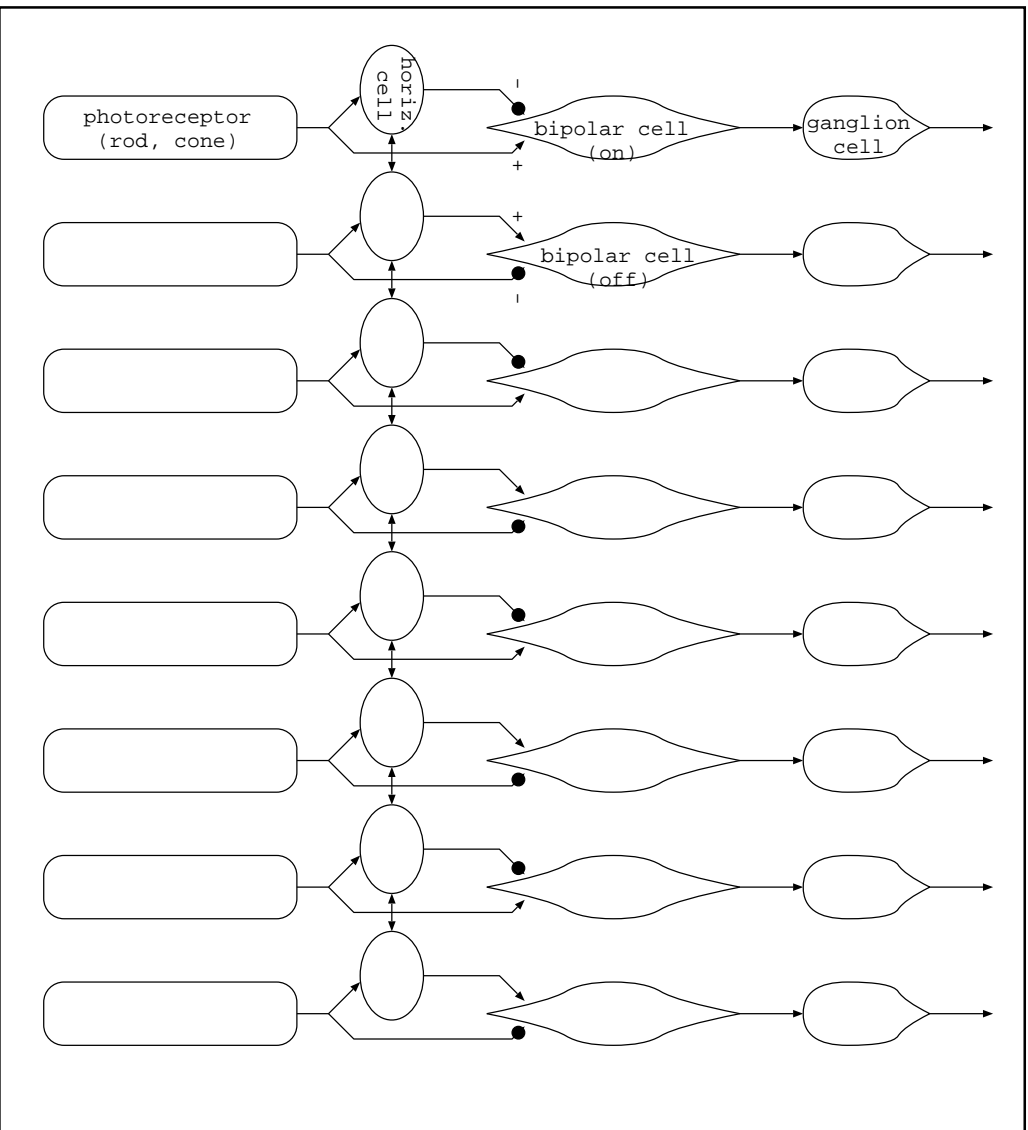 horiz.
cell
-
photoreceptor
(rod, cone)
bipolar cell
(on)
ganglion
cell
+
+
bipolar cell
(off)
-